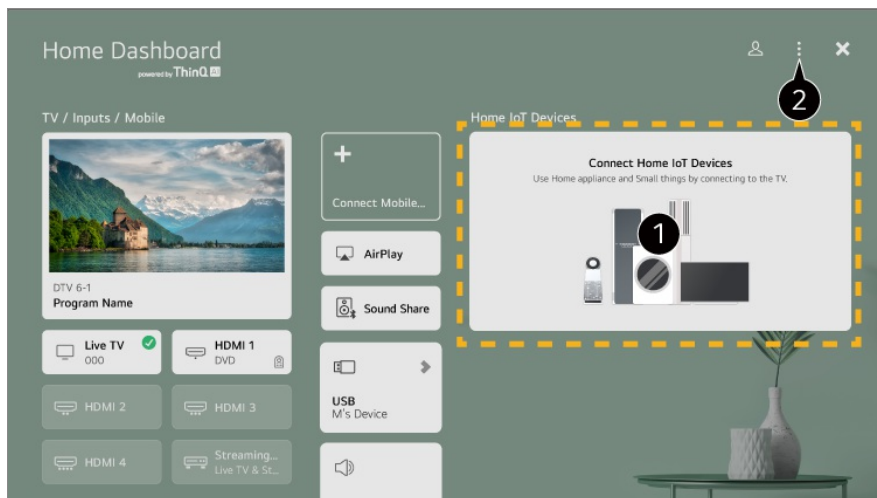 Home Dashboard
powered by ThinQ AI
2
TV / Inputs / Mobile
Home IoT Devices
DTV 6-1
Program Name
Live TV
000
HDMI 1
DVD
HDMI 2
HDMI 3
HDMI 4
Streaming...
Live TV & St...
+
Connect Mobile...
AirPlay
Sound Share
USB
M's Device
Connect Home IoT Devices
Use Home appliance and Small things by connecting to the TV.
1